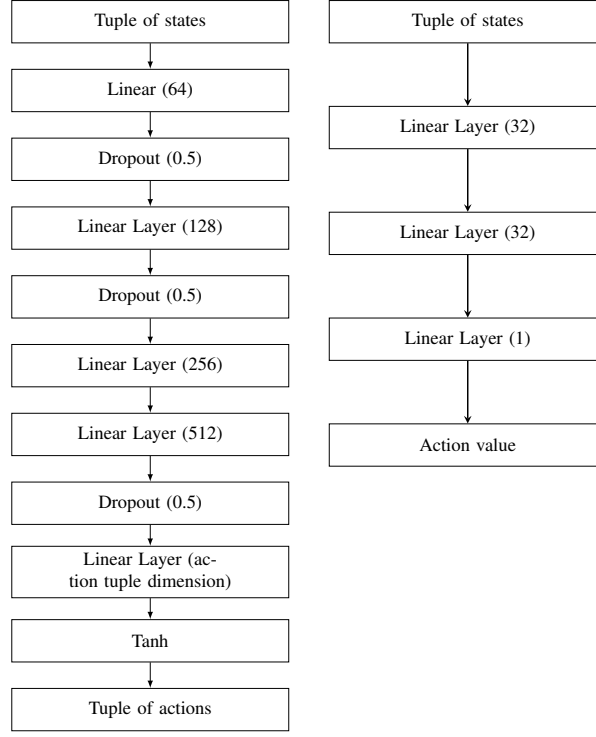 Tuple of states
Linear (64)
Dropout (0.5)
Linear Layer (128)
Dropout (0.5)
Linear Layer (256)
Linear Layer (512)
Dropout (0.5)
Linear Layer (ac-
tion tuple dimension)
Tanh
Tuple of actions
Tuple of states
Linear Layer (32)
Linear Layer (32)
Linear Layer (1)
Action value